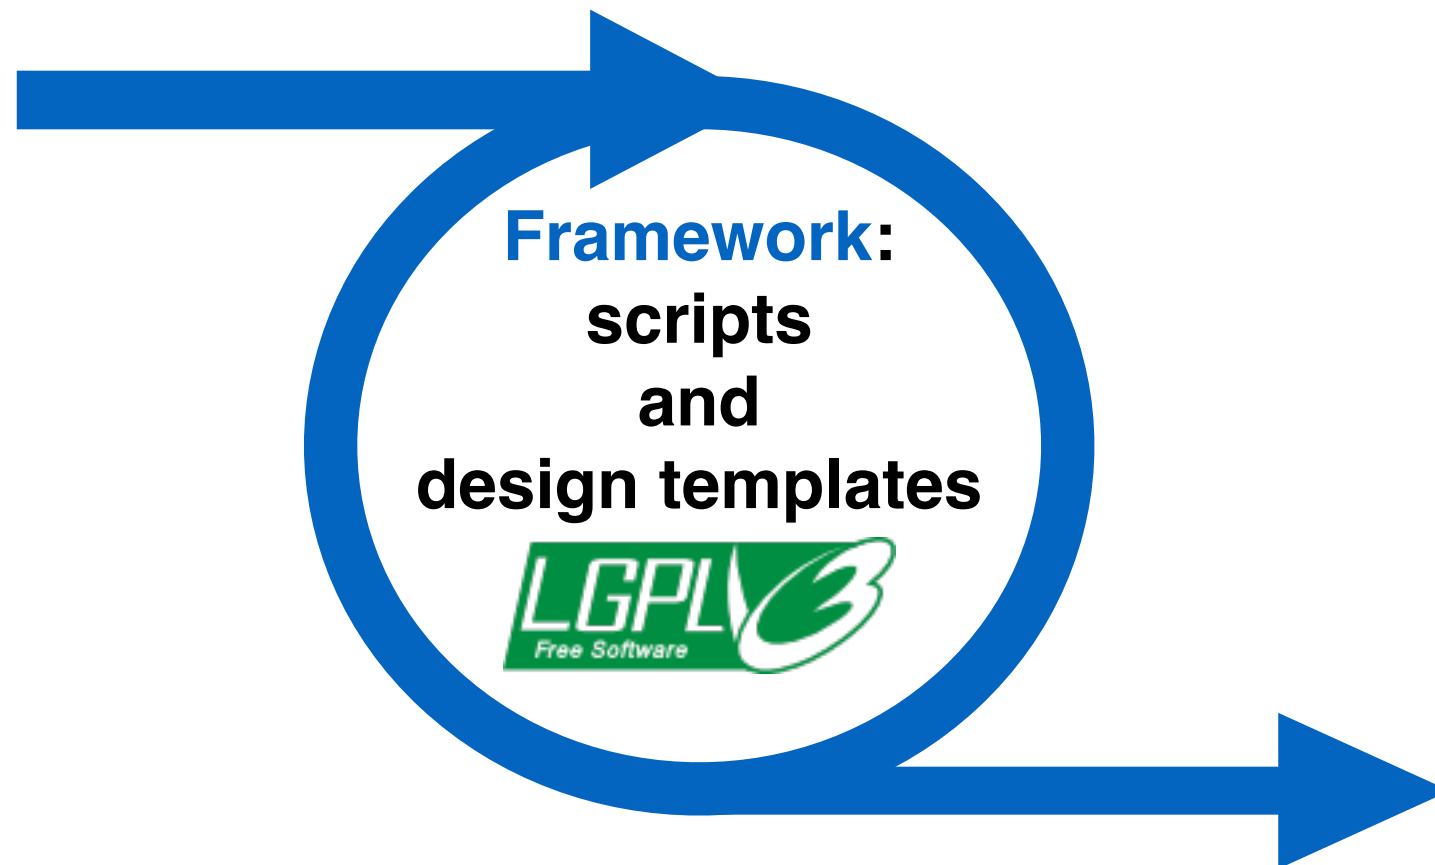 Framework:
scripts
and
design templates
LGPLV3
Free Software